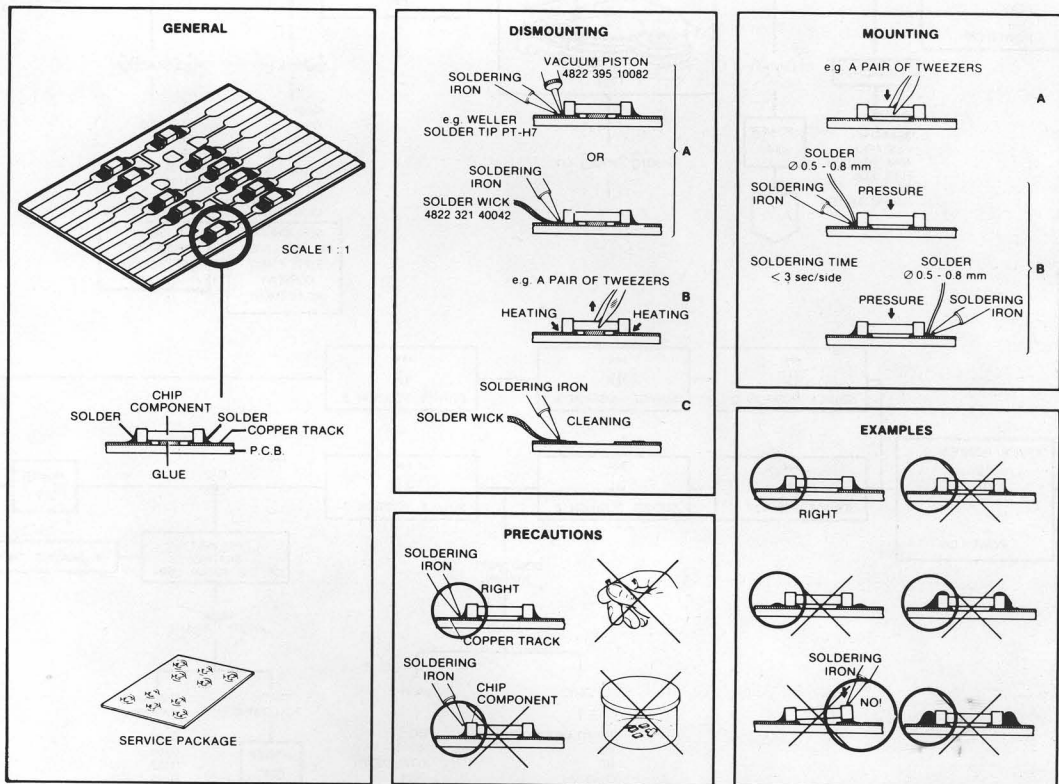 GENERAL
SCALE 1 : 1
CHIP
COMPONENT
SOLDER
SOLDER
COPPER TRACK
P.C.B.
GLUE
SERVICE PACKAGE
DISMOUNTING
VACUUM PISTON
4822 395 10082
SOLDERING
IRON
e.g. WELLER
SOLDER TIP PT-H7
OR
A
SOLDERING
IRON
SOLDER WICK
4822 321 40042
e.g. A PAIR OF TWEEZERS
B
HEATING
HEATING
C
SOLDERING IRON
SOLDER WICK
CLEANING
PRECAUTIONS
SOLDERING
IRON
RIGHT
COPPER TRACK
SOLDERING
IRON
CHIP
COMPONENT
MOUNTING
e.g. A PAIR OF TWEEZERS
A
SOLDER
Ø 0.5 - 0.8 mm
SOLDERING
IRON
PRESSURE
SOLDERING TIME
< 3 sec/side
B
SOLDER
Ø 0.5 - 0.8 mm
PRESSURE
SOLDERING
IRON
EXAMPLES
RIGHT
SOLDERING
IRON
NO!